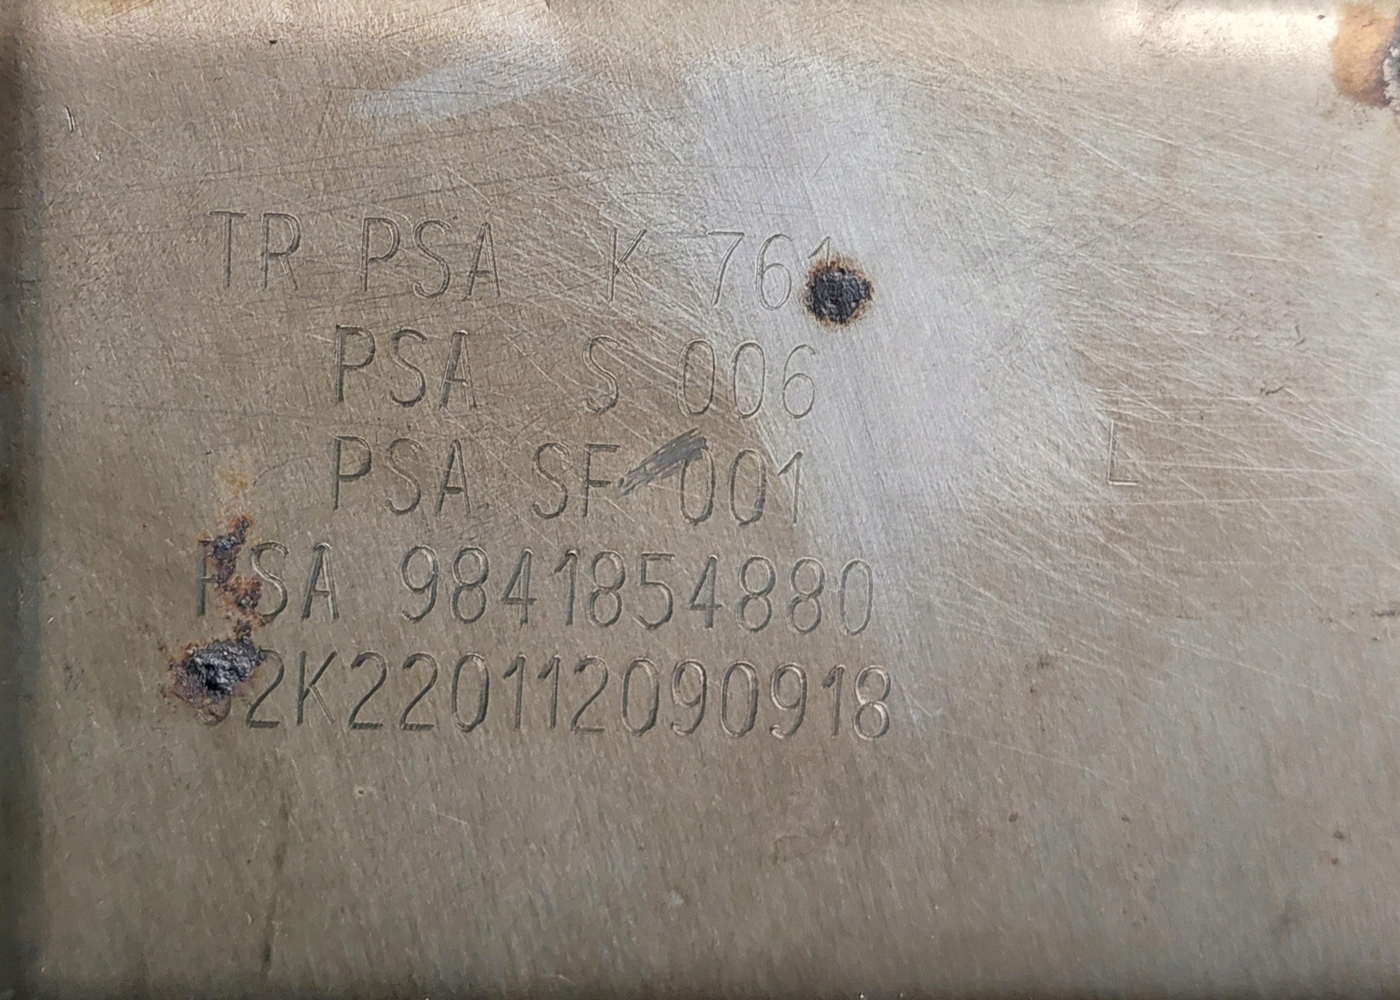 TR PSA K 761
PSA S 006
PSA SF 001
L
PSA 9841854880
2K220112090918